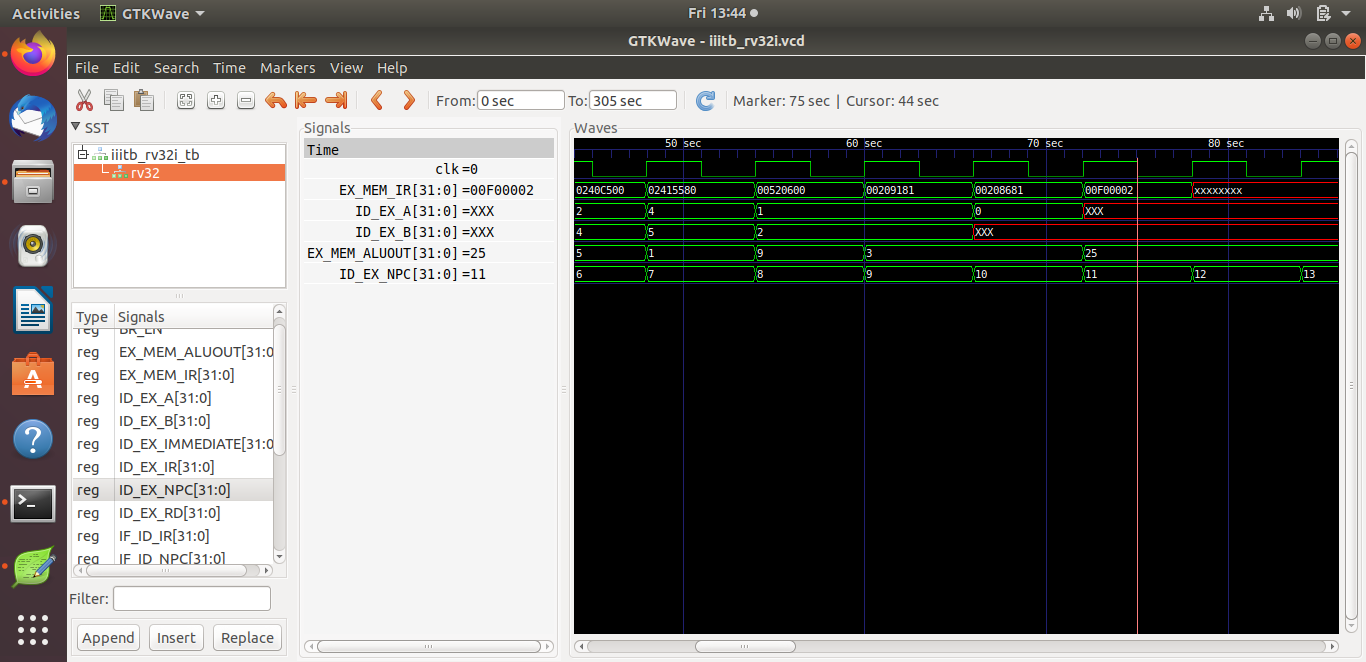 Activities GTKWave Fri 13:44
GTKWave - iiitb_rv32i.vcd
File Edit Search Time Markers View Help
From: 0 sec To: 305 sec Marker: 75 sec | Cursor: 44 sec
SST
iiitb_rv32i_tb
rv32
Type Signals
reg BR_EN
reg EX_MEM_ALUOUT[31:0
reg EX_MEM_IR[31:0]
reg ID_EX_A[31:0]
reg ID_EX_B[31:0]
reg ID_EX_IMMEDIATE[31:0
reg ID_EX_IR[31:0]
reg ID_EX_NPC[31:0]
reg ID_EX_RD[31:0]
reg IF_ID_IR[31:0]
reg IF_ID_NPC[31:0]
Filter:
Append Insert Replace
Signals
Time
clk=0
EX_MEM_IR[31:0]=00F00002
ID_EX_A[31:0]=XXX
ID_EX_B[31:0]=XXX
EX_MEM_ALUOUT[31:0]=25
ID_EX_NPC[31:0]=11
Waves
50 sec 60 sec 70 sec 80 sec
0240C500 02415580 00520600 00209181 00208681 00F00002 xxxxxxxx
2 4 1 0 XXX
4 5 2 XXX
5 1 9 3 25
6 7 8 9 10 11 12 13